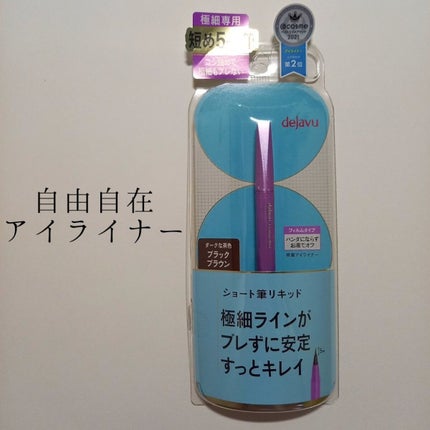 極細専用
短め5
dejavu
@cosme
2021
第2位
自由自在
アイライナー
フィルムタイプ
パンダにならず
お湯でオフ
ダークな茶色
ブラック
ブラウン
ショート筆リキッド
極細ラインが
ブレずに安定
すっとキレイ